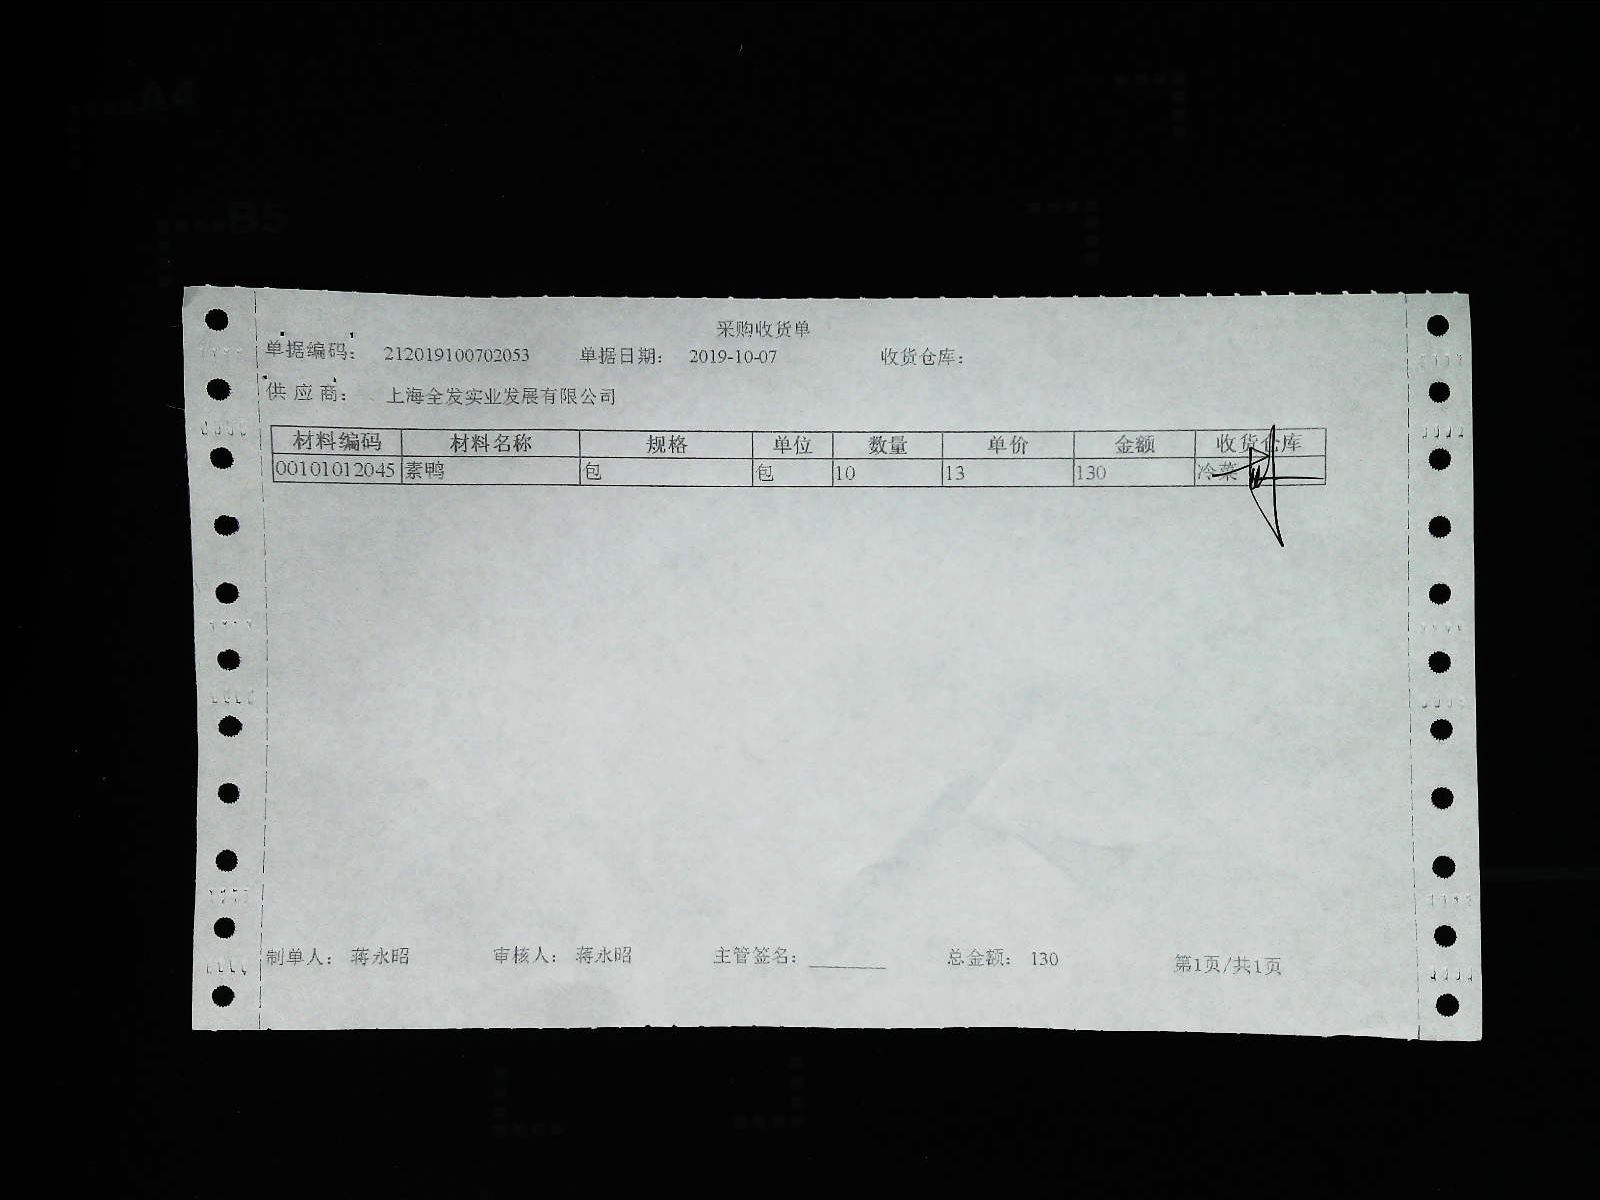 采购收货单
单据编码： 212019100702053 单据日期： 2019-10-07 收货仓库：
供应商： 上海全发实业发展有限公司
材料编码 材料名称 规格 单位 数量 单价 金额 收货仓库
00101012045 素鸭 包 包 10 13 130 冷菜
制单人： 蒋永昭 审核人： 蒋永昭 主管签名： 总金额： 130 第1页/共1页